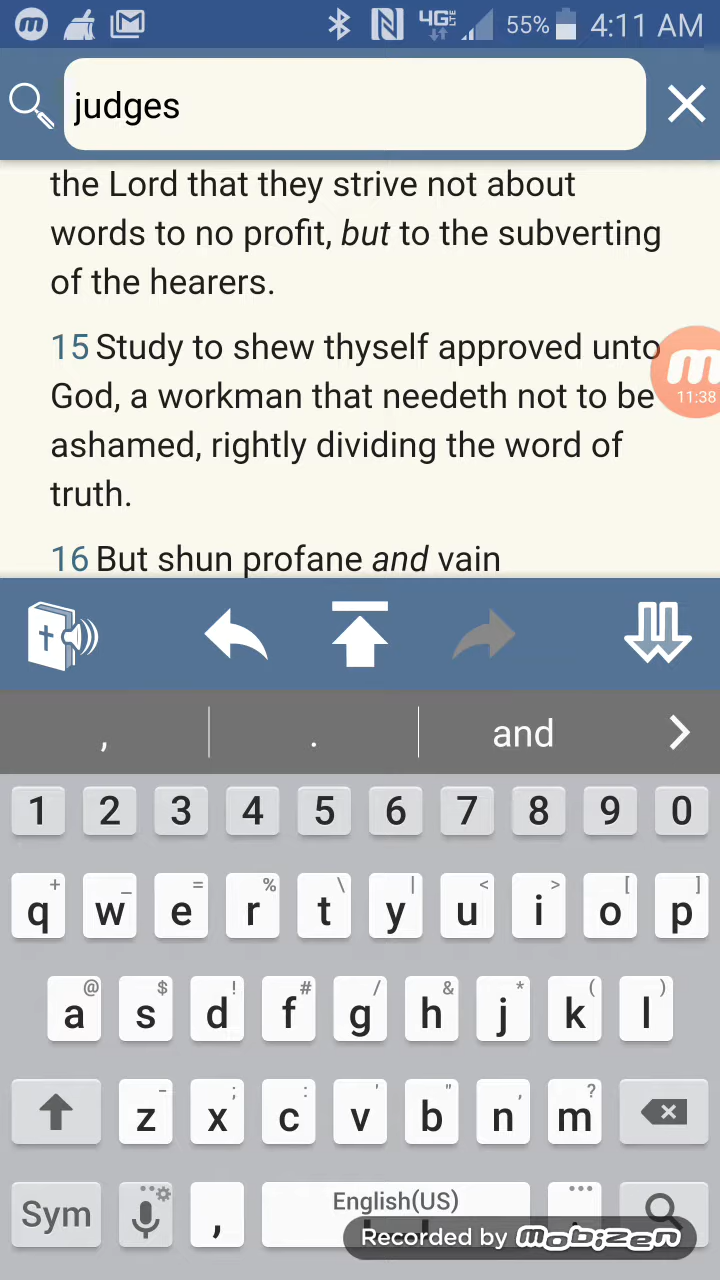 4G LTE 55% 4:11 AM
judges
the Lord that they strive not about
words to no profit, but to the subverting
of the hearers.
15 Study to shew thyself approved unto
God, a workman that needeth not to be
11:38
ashamed, rightly dividing the word of
truth.
16 But shun profane and vain
, . and
1 2 3 4 5 6 7 8 9 0
+ _ = % \ | < > [ ]
q w e r t y u i o p
@ $ ! # / & * ( )
a s d f g h j k l
- ; : ' " , ?
z x c v b n m
Sym , English(US)
Recorded by mobizen